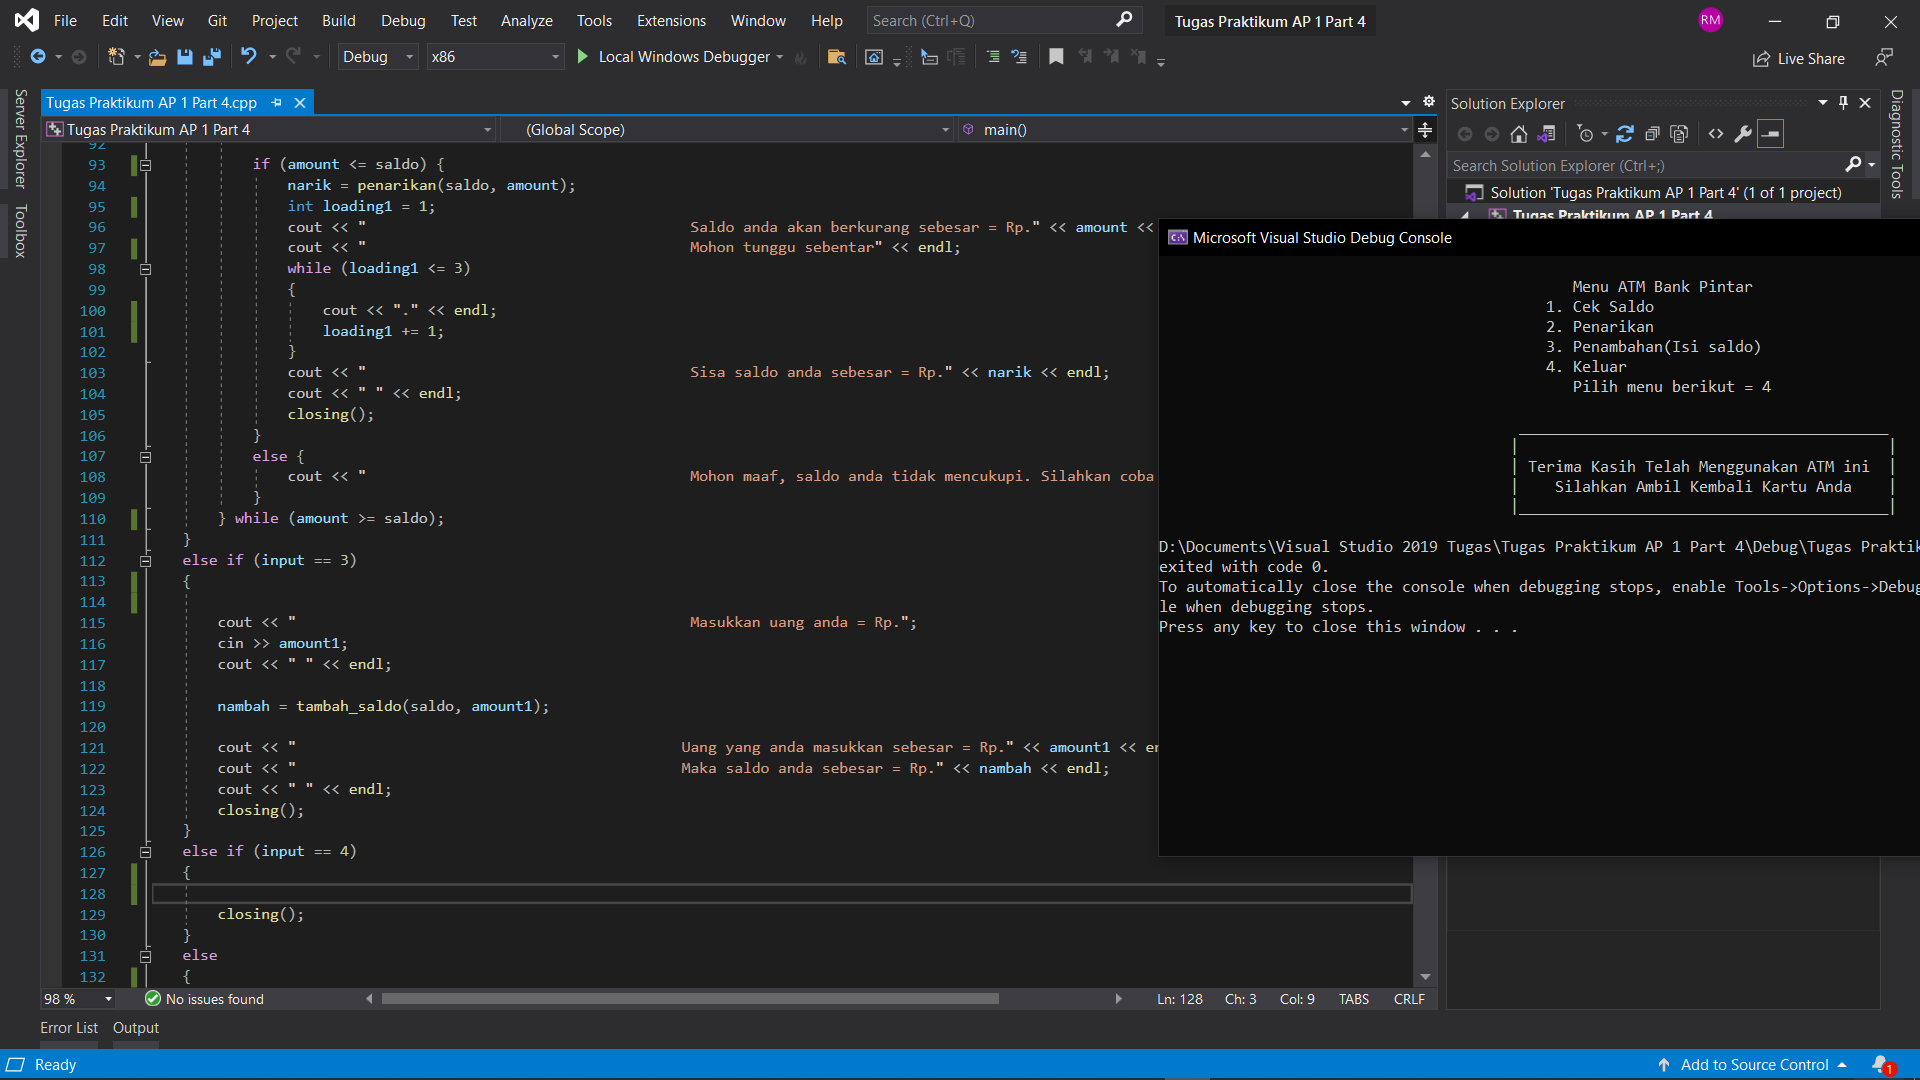 File Edit View Git Project Build Debug Test Analyze Tools Extensions Window Help Search (Ctrl+Q) Tugas Praktikum AP 1 Part 4 RM
Debug x86 Local Windows Debugger Live Share
Server Explorer
Toolbox
Tugas Praktikum AP 1 Part 4.cpp
Tugas Praktikum AP 1 Part 4 (Global Scope) main()
92
93 if (amount <= saldo) {
94 narik = penarikan(saldo, amount);
95 int loading1 = 1;
96 cout << " Saldo anda akan berkurang sebesar = Rp." << amount <<
97 cout << " Mohon tunggu sebentar" << endl;
98 while (loading1 <= 3)
99 {
100 cout << "." << endl;
101 loading1 += 1;
102 }
103 cout << " Sisa saldo anda sebesar = Rp." << narik << endl;
104 cout << " " << endl;
105 closing();
106 }
107 else {
108 cout << " Mohon maaf, saldo anda tidak mencukupi. Silahkan coba
109 }
110 } while (amount >= saldo);
111 }
112 else if (input == 3)
113 {
114
115 cout << " Masukkan uang anda = Rp.";
116 cin >> amount1;
117 cout << " " << endl;
118
119 nambah = tambah_saldo(saldo, amount1);
120
121 cout << " Uang yang anda masukkan sebesar = Rp." << amount1 << en
122 cout << " Maka saldo anda sebesar = Rp." << nambah << endl;
123 cout << " " << endl;
124 closing();
125 }
126 else if (input == 4)
127 {
128
129 closing();
130 }
131 else
132 {
98 % No issues found Ln: 128 Ch: 3 Col: 9 TABS CRLF
Error List Output
Ready Add to Source Control 1
Solution Explorer
Search Solution Explorer (Ctrl+;)
Solution 'Tugas Praktikum AP 1 Part 4' (1 of 1 project)
Tugas Praktikum AP 1 Part 4
Diagnostic Tools
Microsoft Visual Studio Debug Console
Menu ATM Bank Pintar
1. Cek Saldo
2. Penarikan
3. Penambahan(Isi saldo)
4. Keluar
Pilih menu berikut = 4
Terima Kasih Telah Menggunakan ATM ini
Silahkan Ambil Kembali Kartu Anda
D:\Documents\Visual Studio 2019 Tugas\Tugas Praktikum AP 1 Part 4\Debug\Tugas Praktik
exited with code 0.
To automatically close the console when debugging stops, enable Tools->Options->Debug
le when debugging stops.
Press any key to close this window . . .